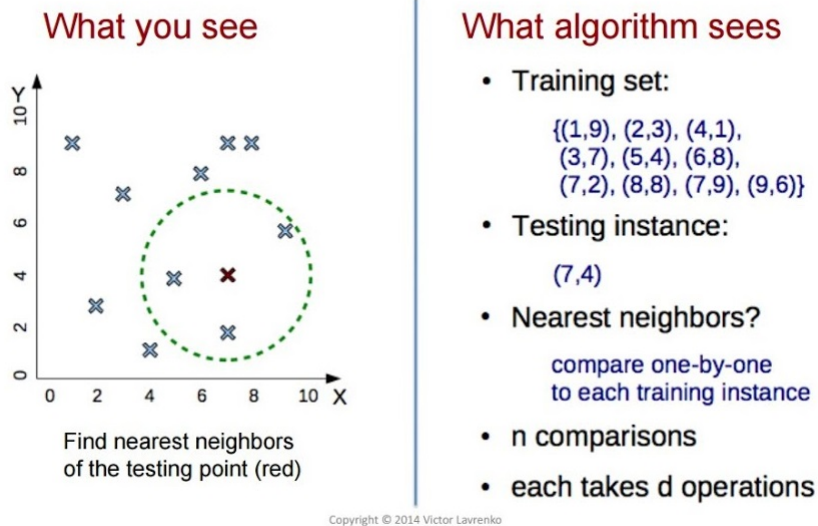 What you see
Y
10
8
6
4
2
0
0 2 4 6 8 10 X
Find nearest neighbors
of the testing point (red)
What algorithm sees
• Training set:
{(1,9), (2,3), (4,1),
(3,7), (5,4), (6,8),
(7,2), (8,8), (7,9), (9,6)}
• Testing instance:
(7,4)
• Nearest neighbors?
compare one-by-one
to each training instance
• n comparisons
• each takes d operations
Copyright © 2014 Victor Lavrenko